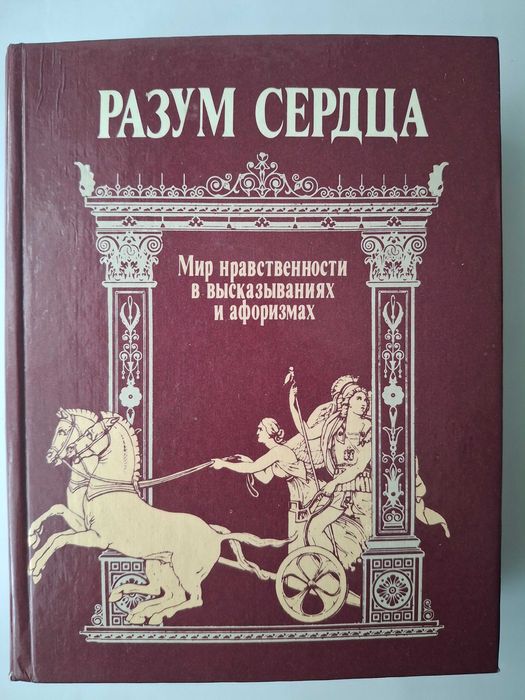 РАЗУМ СЕРДЦА
Мир нравственности
в высказываниях
и афоризмах